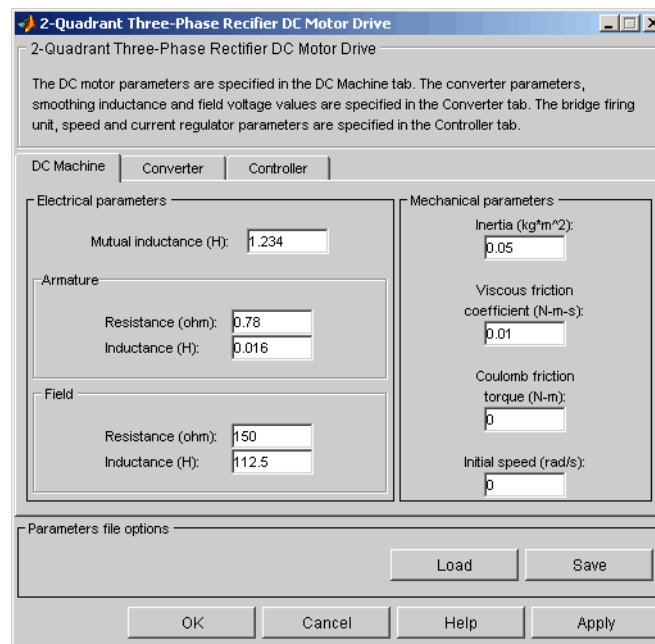 2-Quadrant Three-Phase Recifier DC Motor Drive
2-Quadrant Three-Phase Rectifier DC Motor Drive
The DC motor parameters are specified in the DC Machine tab. The converter parameters,
smoothing inductance and field voltage values are specified in the Converter tab. The bridge firing
unit, speed and current regulator parameters are specified in the Controller tab.
DC Machine
Converter
Controller
Electrical parameters
Mutual inductance (H):
1.234
Armature
Resistance (ohm):
0.78
Inductance (H):
0.016
Field
Resistance (ohm):
150
Inductance (H):
112.5
Mechanical parameters
Inertia (kg*m^2):
0.05
Viscous friction
coefficient (N-m-s):
0.01
Coulomb friction
torque (N-m):
0
Initial speed (rad/s):
0
Parameters file options
Load
Save
OK
Cancel
Help
Apply